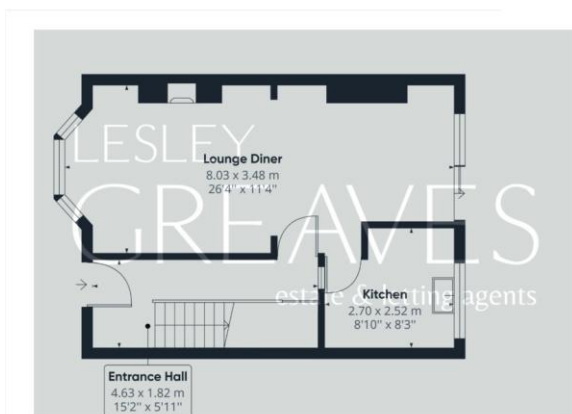 LESLEY
GREAVES
estate & letting agents
Lounge Diner
8.03 x 3.48 m
26'4" x 11'4"
Kitchen
2.70 x 2.52 m
8'10" x 8'3"
Entrance Hall
4.63 x 1.82 m
15'2" x 5'11"